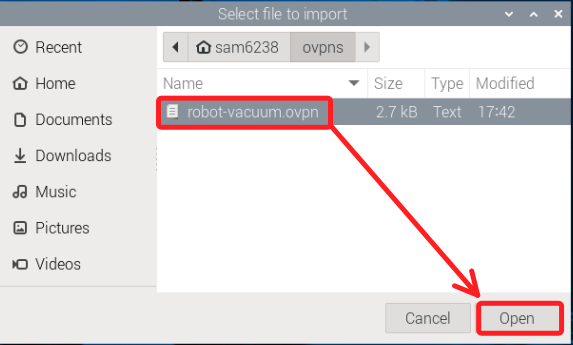 Select file to import
Recent
Home
Documents
Downloads
Music
Pictures
Videos
sam6238 ovpns
Name Size Type Modified
robot-vacuum.ovpn 2.7 kB Text 17:42
Cancel Open